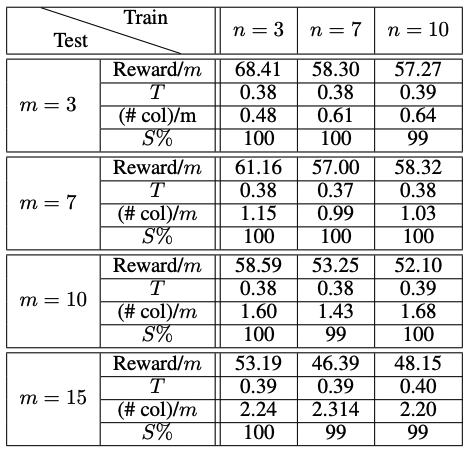 Train n = 3 n = 7 n = 10
Test
Reward/m 68.41 58.30 57.27
T 0.38 0.38 0.39
m = 3 (# col)/m 0.48 0.61 0.64
S% 100 100 99
Reward/m 61.16 57.00 58.32
T 0.38 0.37 0.38
m = 7 (# col)/m 1.15 0.99 1.03
S% 100 100 100
Reward/m 58.59 53.25 52.10
T 0.38 0.38 0.39
m = 10 (# col)/m 1.60 1.43 1.68
S% 100 99 100
Reward/m 53.19 46.39 48.15
T 0.39 0.39 0.40
m = 15 (# col)/m 2.24 2.314 2.20
S% 100 99 99